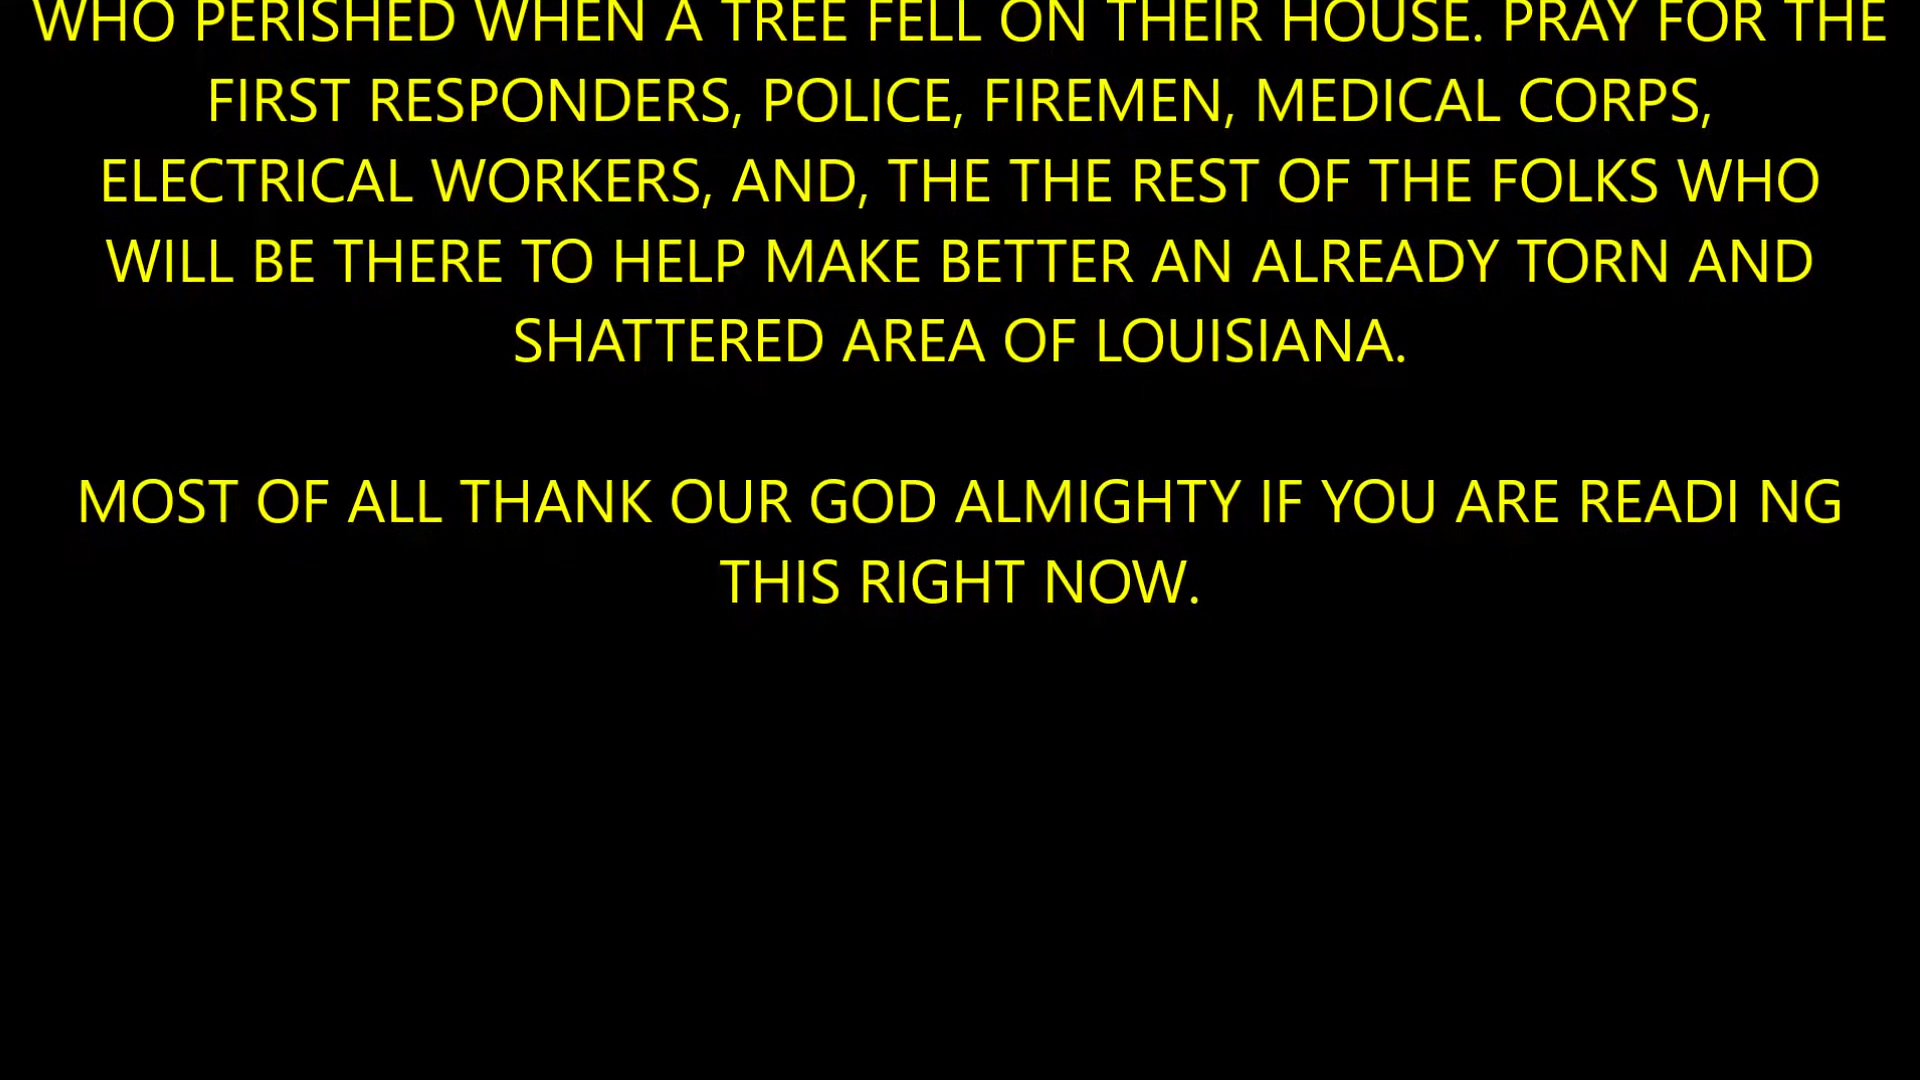 WHO PERISHED WHEN A TREE FELL ON THEIR HOUSE. PRAY FOR THE
FIRST RESPONDERS, POLICE, FIREMEN, MEDICAL CORPS,
ELECTRICAL WORKERS, AND, THE THE REST OF THE FOLKS WHO
WILL BE THERE TO HELP MAKE BETTER AN ALREADY TORN AND
SHATTERED AREA OF LOUISIANA.
MOST OF ALL THANK OUR GOD ALMIGHTY IF YOU ARE READI NG
THIS RIGHT NOW.